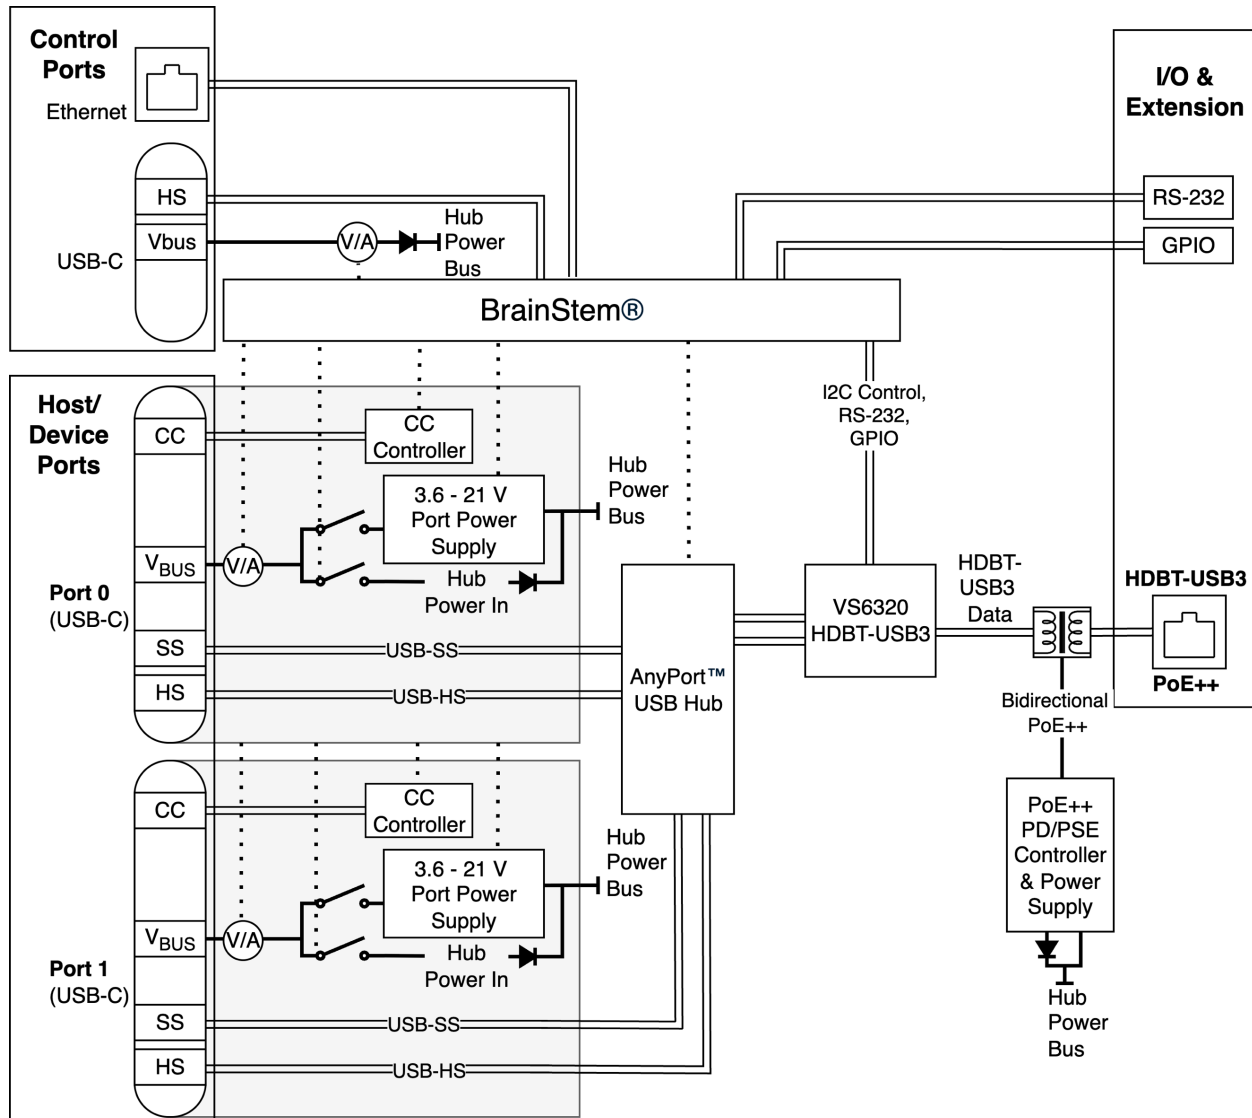 Control
Ports
Ethernet
HS
Vbus
USB-C
V/A
Hub
Power
Bus
I/O &
Extension
RS-232
GPIO
BrainStem®
I2C Control,
RS-232,
GPIO
Host/
Device
Ports
CC
CC
Controller
3.6 - 21 V
Port Power
Supply
Hub
Power
Bus
VBUS
V/A
Hub
Power In
Port 0
(USB-C)
SS
USB-SS
HS
USB-HS
AnyPort™
USB Hub
VS6320
HDBT-USB3
HDBT-
USB3
Data
HDBT-USB3
PoE++
Bidirectional
PoE++
PoE++
PD/PSE
Controller
& Power
Supply
Hub
Power
Bus
CC
CC
Controller
3.6 - 21 V
Port Power
Supply
Hub
Power
Bus
VBUS
V/A
Hub
Power In
Port 1
(USB-C)
SS
USB-SS
HS
USB-HS